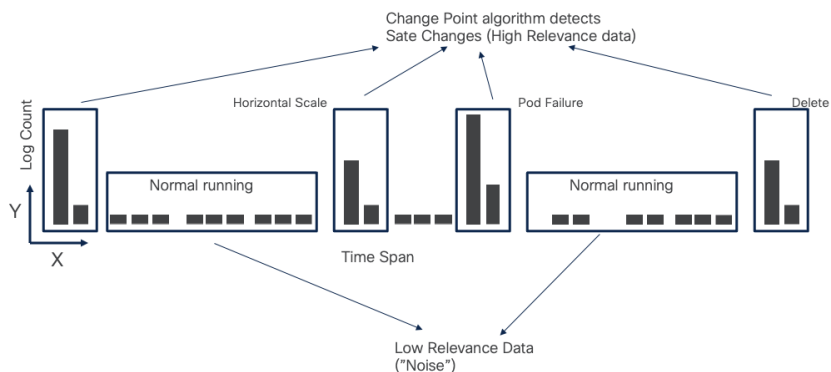 Change Point algorithm detects
Sate Changes (High Relevance data)
Horizontal Scale
Pod Failure
Delete
Log Count
Normal running
Normal running
Y
X
Time Span
Low Relevance Data
("Noise")